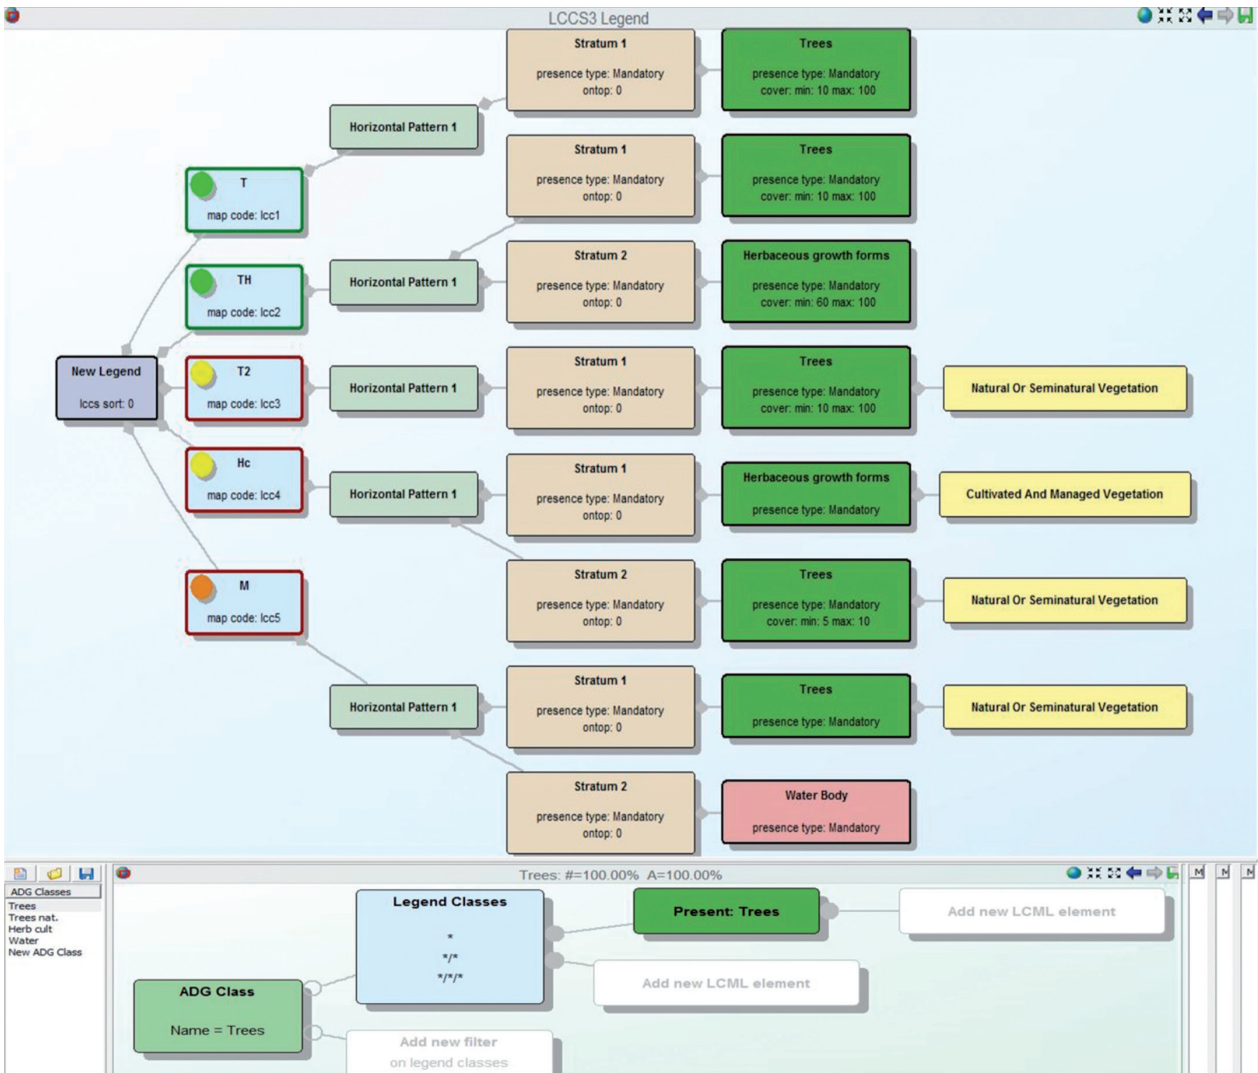 LCCS3 Legend
Stratum 1
presence type: Mandatory
ontop: 0
Trees
presence type: Mandatory
cover: min: 10 max: 100
Horizontal Pattern 1
T
map code: lcc1
Stratum 1
presence type: Mandatory
ontop: 0
Trees
presence type: Mandatory
cover: min: 10 max: 100
TH
map code: lcc2
Horizontal Pattern 1
Stratum 2
presence type: Mandatory
ontop: 0
Herbaceous growth forms
presence type: Mandatory
cover: min: 60 max: 100
New Legend
lccs sort: 0
T2
map code: lcc3
Horizontal Pattern 1
Stratum 1
presence type: Mandatory
ontop: 0
Trees
presence type: Mandatory
cover: min: 10 max: 100
Natural Or Seminatural Vegetation
Hc
map code: lcc4
Horizontal Pattern 1
Stratum 1
presence type: Mandatory
ontop: 0
Herbaceous growth forms
presence type: Mandatory
Cultivated And Managed Vegetation
Stratum 2
presence type: Mandatory
ontop: 0
Trees
presence type: Mandatory
cover: min: 5 max: 10
Natural Or Seminatural Vegetation
M
map code: lcc5
Horizontal Pattern 1
Stratum 1
presence type: Mandatory
ontop: 0
Trees
presence type: Mandatory
Natural Or Seminatural Vegetation
Stratum 2
presence type: Mandatory
ontop: 0
Water Body
presence type: Mandatory
ADG Classes
Trees
Trees nat.
Herb cult
Water
New ADG Class
Trees: #=100.00% A=100.00%
M
M
M
Legend Classes
*
*/*
*/*/*
Present: Trees
Add new LCML element
Add new LCML element
ADG Class
Name = Trees
Add new filter
on legend classes